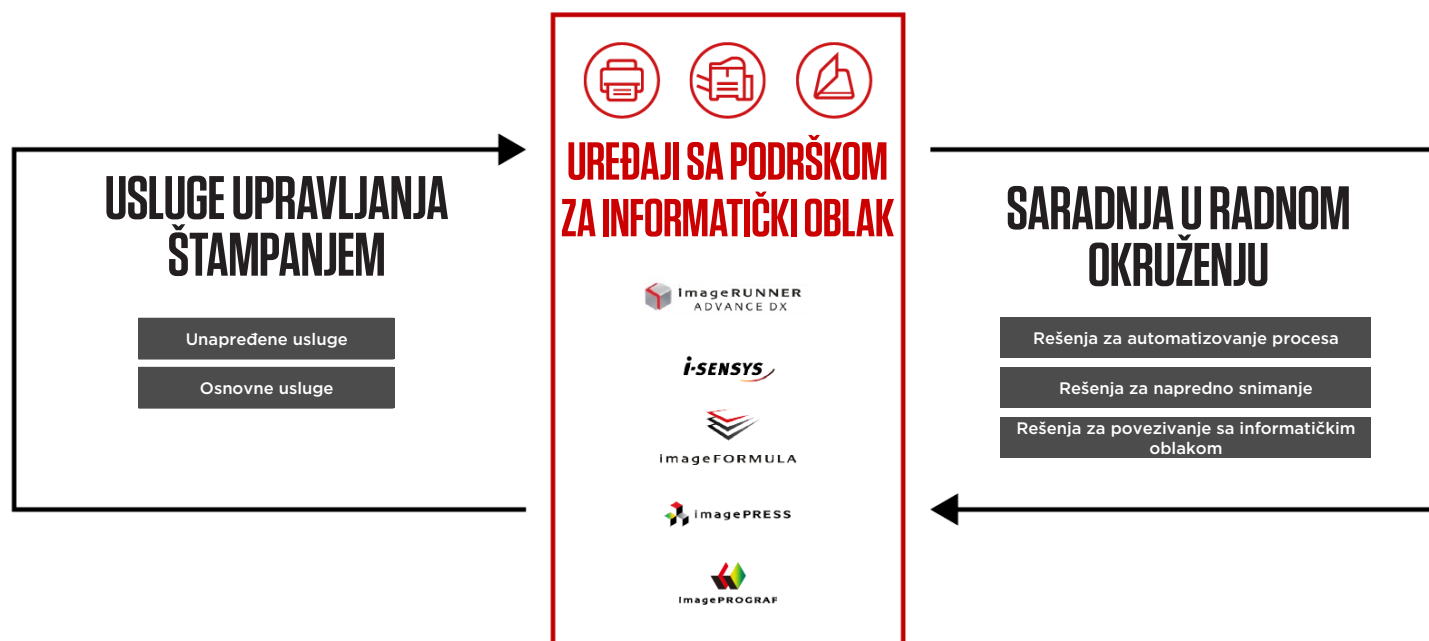 USLUGE UPRAVLJANJA
ŠTAMPANJEM
Unapređene usluge
Osnovne usluge
UREĐAJI SA PODRŠKOM
ZA INFORMATIČKI OBLAK
imageRUNNER
ADVANCE DX
i-SENSYS
imageFORMULA
imagePRESS
imagePROGRAF
SARADNJA U RADNOM
OKRUŽENJU
Rešenja za automatizovanje procesa
Rešenja za napredno snimanje
Rešenja za povezivanje sa informatičkim
oblakom